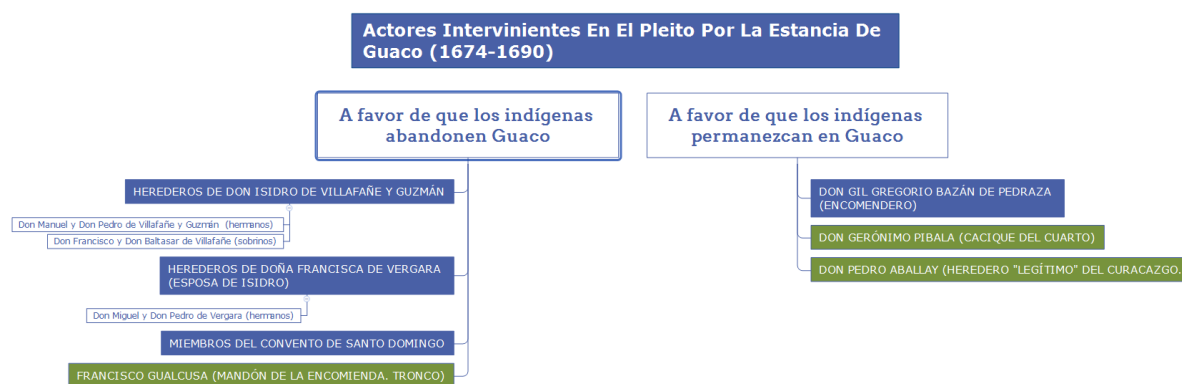 Actores Intervinientes En El Pleito Por La Estancia De
Guaco (1674-1690)
A favor de que los indígenas
abandonen Guaco
HEREDEROS DE DON ISIDRO DE VILLAFAÑE Y GUZMÁN
Don Manuel y Don Pedro de Villafañe y Guzmán (hermanos)
Don Francisco y Don Baltasar de Villafañe (sobrinos)
HEREDEROS DE DOÑA FRANCISCA DE VERGARA
(ESPOSA DE ISIDRO)
Don Miguel y Don Pedro de Vergara (hermanos)
MIEMBROS DEL CONVENTO DE SANTO DOMINGO
FRANCISCO GUALCUSA (MANDÓN DE LA ENCOMIENDA. TRONCO)
A favor de que los indígenas
permanezcan en Guaco
DON GIL GREGORIO BAZÁN DE PEDRAZA
(ENCOMENDERO)
DON GERÓNIMO PIBALA (CACIQUE DEL CUARTO)
DON PEDRO ABALLAY (HEREDERO "LEGÍTIMO" DEL CURACAZGO.